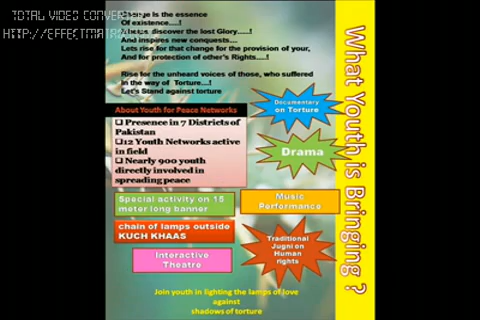 TOTAL VIDEO CONVERT
HTTP://EFFECTMATRIX
is the essence
Of existence....!
discover the lost Glory......!
And inspires new conquests....
Lets rise for that change for the provision of your,
And for protection of other's Rights.....!
Rise for the unheard voices of those, who suffered
in the way of Torture....!
Let's Stand against torture
About Youth for Peace Networks
❑ Presence in 7 Districts of
Pakistan
❑12 Youth Networks active
in field
❑ Nearly 900 youth
directly involved in
spreading peace
Special activity on 15
meter long banner
chain of lamps outside
KUCH KHAAS
Interactive
Theatre
Documentary
on Torture
Drama
Music
Performance
Traditional
Jugni on
Human
rights
What Youth is Bringing ?
Join youth in lighting the lamps of love
against
shadows of torture